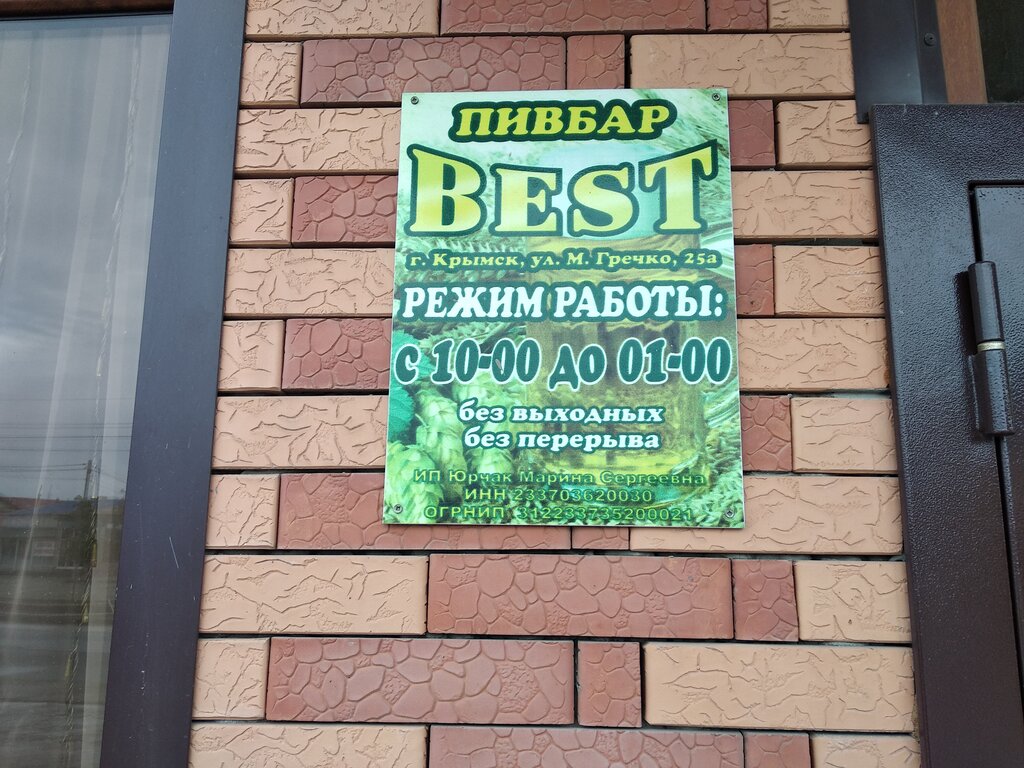 ПИВБАР
BEST
г. Крымск, ул. М. Гречко, 25а
РЕЖИМ РАБОТЫ:
с 10-00 до 01-00
без выходных
без перерыва
ИП Юрчак Марина Сергеевна
ИНН 233703620030
ОГРНИП 312233735200021